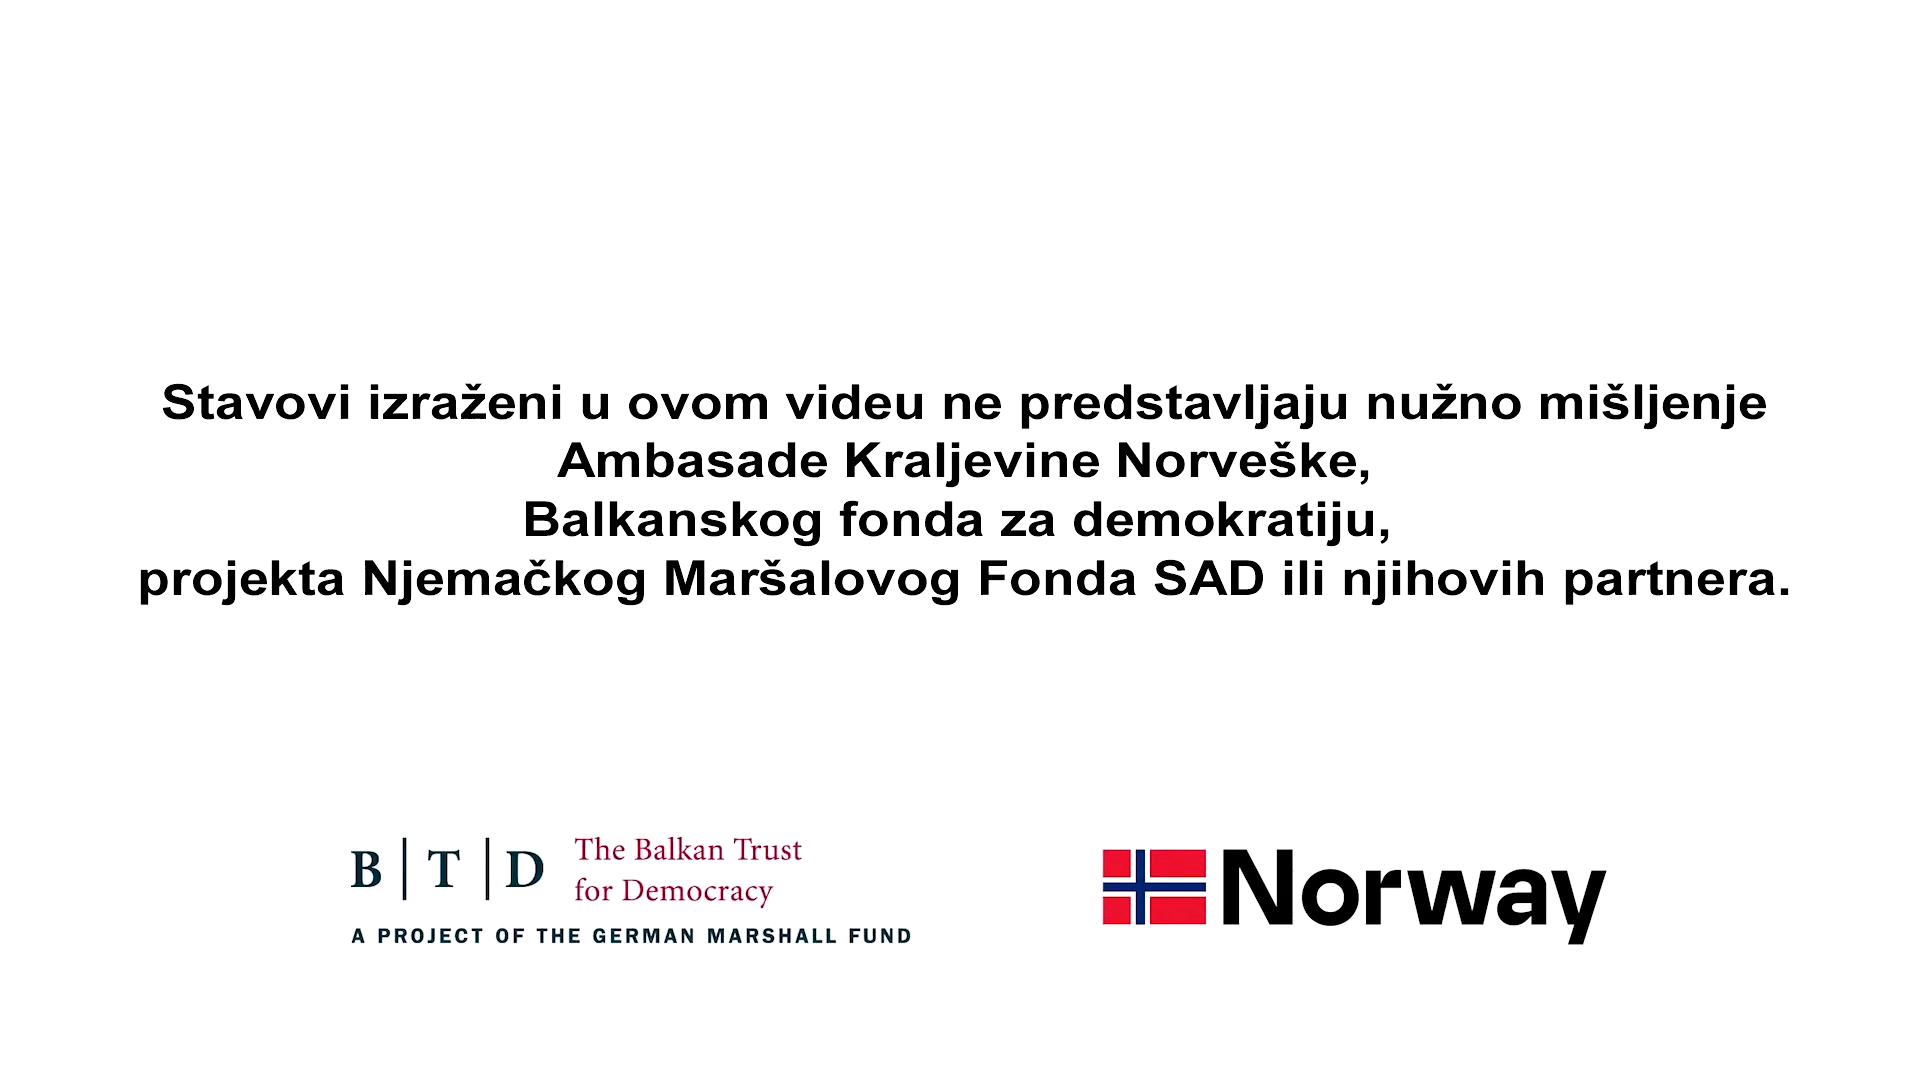 Stavovi izraženi u ovom videu ne predstavljaju nužno mišljenje
Ambasade Kraljevine Norveške,
Balkanskog fonda za demokratiju,
projekta Njemačkog Maršalovog Fonda SAD ili njihovih partnera.
B | T | D
The Balkan Trust
for Democracy
A PROJECT OF THE GERMAN MARSHALL FUND
Norway